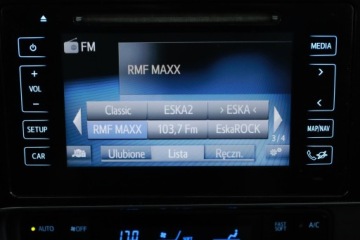 FM
MEDIA
RMF MAXX
VOL
Classic
ESKA2
> ESKA <
SETUP
RMF MAXX
103,7 Fm
EskaROCK
MAP/NAV
3/4
CAR
Ulubione
Lista
Ręczn.
AUTO
OFF
FAST
A/C